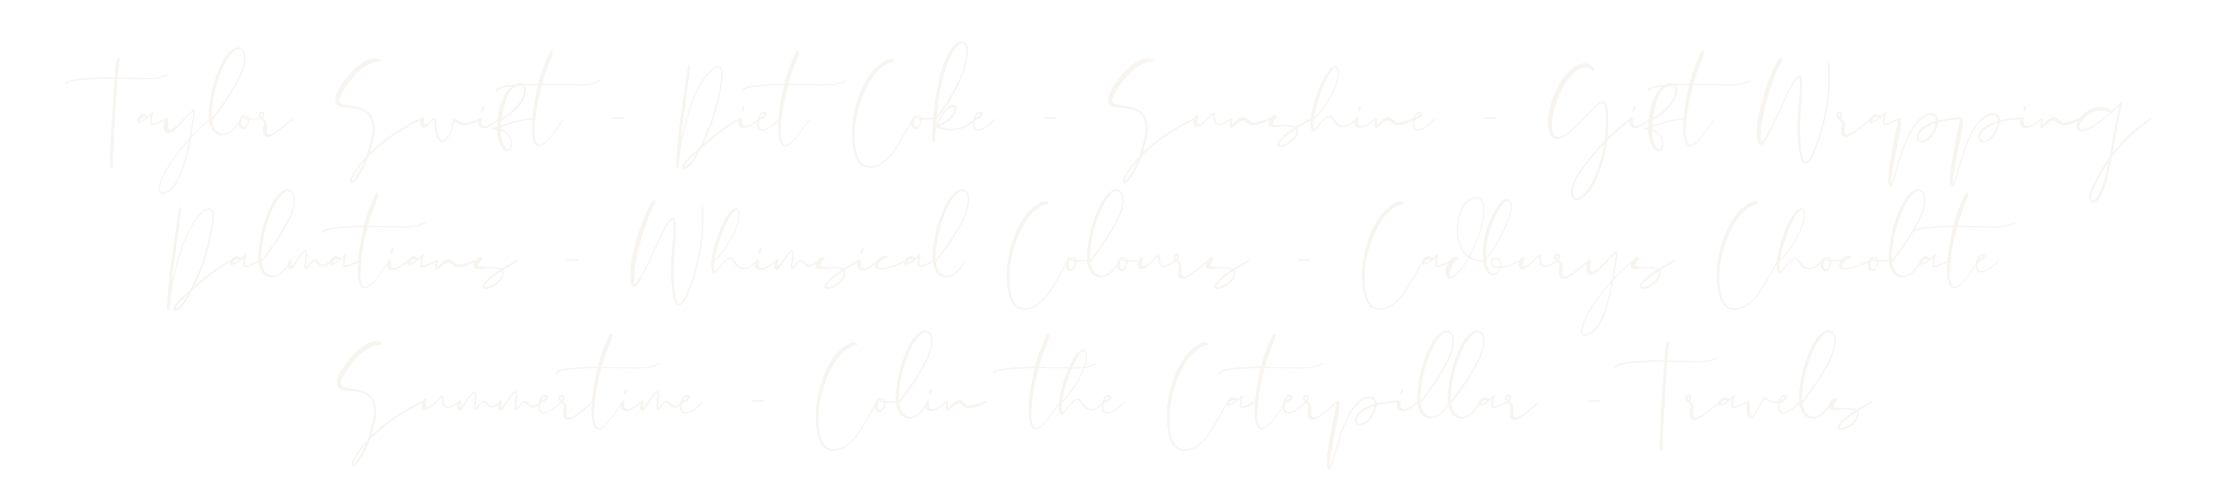 Taylor Swift - Diet Coke - Sunshine - Gift Wrapping
Dalmatians - Whimsical Colours - Cadburys Chocolate
Summertime - Colin the Caterpillar - Travels